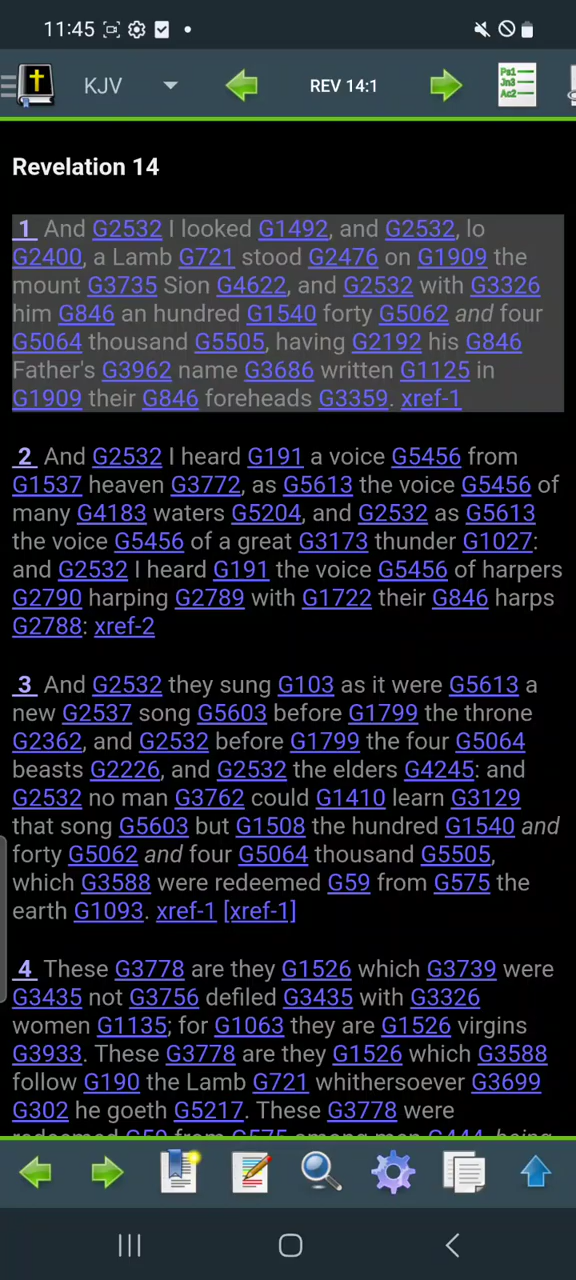 11:45
KJV
REV 14:1
Ps1
Jn3
Ac2
Revelation 14
1 And G2532 I looked G1492, and G2532, lo
G2400, a Lamb G721 stood G2476 on G1909 the
mount G3735 Sion G4622, and G2532 with G3326
him G846 an hundred G1540 forty G5062 and four
G5064 thousand G5505, having G2192 his G846
Father's G3962 name G3686 written G1125 in
G1909 their G846 foreheads G3359. xref-1
2 And G2532 I heard G191 a voice G5456 from
G1537 heaven G3772, as G5613 the voice G5456 of
many G4183 waters G5204, and G2532 as G5613
the voice G5456 of a great G3173 thunder G1027:
and G2532 I heard G191 the voice G5456 of harpers
G2790 harping G2789 with G1722 their G846 harps
G2788: xref-2
3 And G2532 they sung G103 as it were G5613 a
new G2537 song G5603 before G1799 the throne
G2362, and G2532 before G1799 the four G5064
beasts G2226, and G2532 the elders G4245: and
G2532 no man G3762 could G1410 learn G3129
that song G5603 but G1508 the hundred G1540 and
forty G5062 and four G5064 thousand G5505,
which G3588 were redeemed G59 from G575 the
earth G1093. xref-1 [xref-1]
4 These G3778 are they G1526 which G3739 were
G3435 not G3756 defiled G3435 with G3326
women G1135; for G1063 they are G1526 virgins
G3933. These G3778 are they G1526 which G3588
follow G190 the Lamb G721 whithersoever G3699
G302 he goeth G5217. These G3778 were
redeemed G59 from G575 among men G444, being